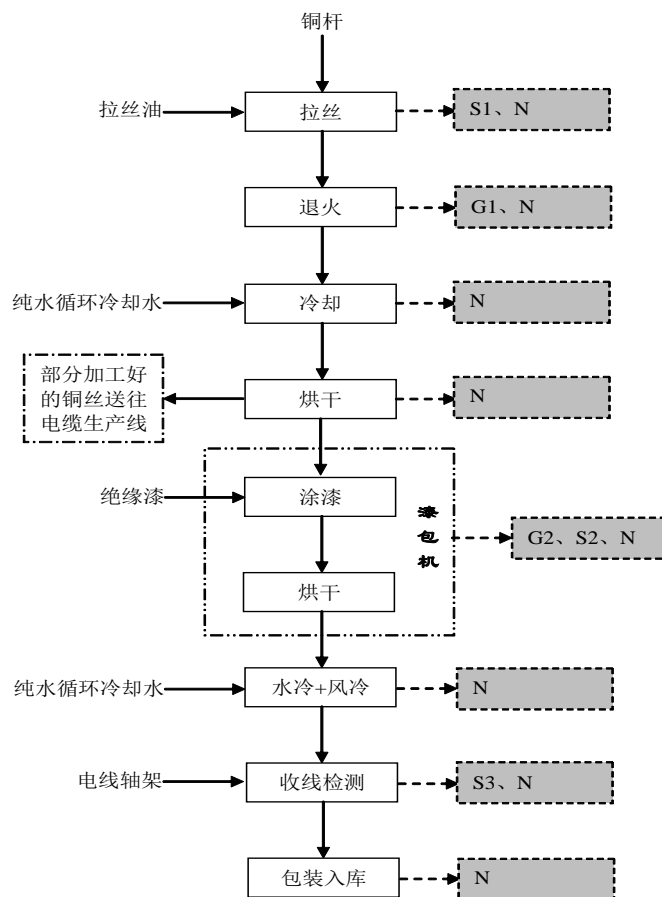 铜杆
拉丝油
拉丝
S1、N
退火
G1、N
纯水循环冷却水
冷却
N
部分加工好
的铜丝送往
电缆生产线
烘干
N
绝缘漆
涂漆
漆
包
机
G2、S2、N
烘干
纯水循环冷却水
水冷+风冷
N
电线轴架
收线检测
S3、N
包装入库
N